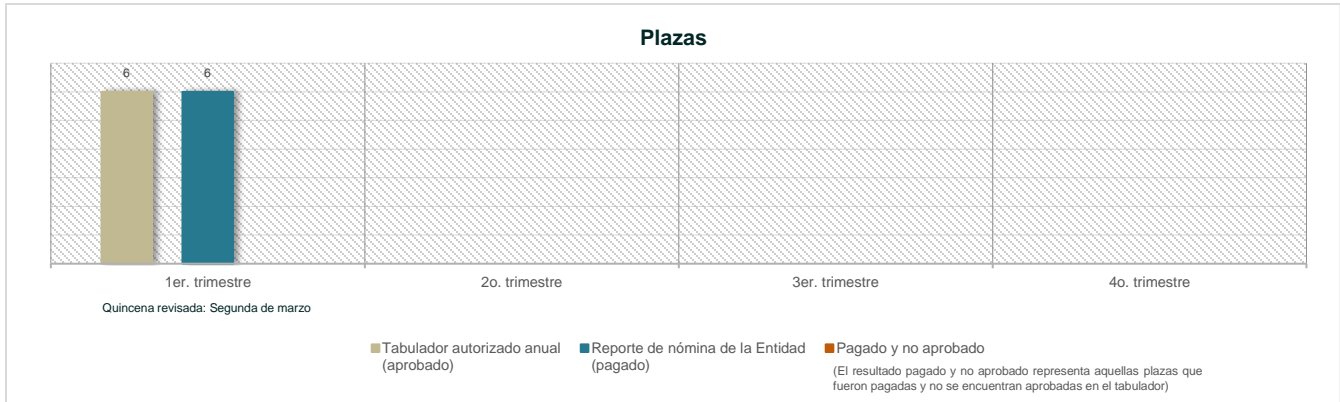 Plazas
6 6
1er. trimestre 2o. trimestre 3er. trimestre 4o. trimestre
Quincena revisada: Segunda de marzo
Tabulador autorizado anual
(aprobado)
Reporte de nómina de la Entidad
(pagado)
Pagado y no aprobado
(El resultado pagado y no aprobado representa aquellas plazas que
fueron pagadas y no se encuentran aprobadas en el tabulador)